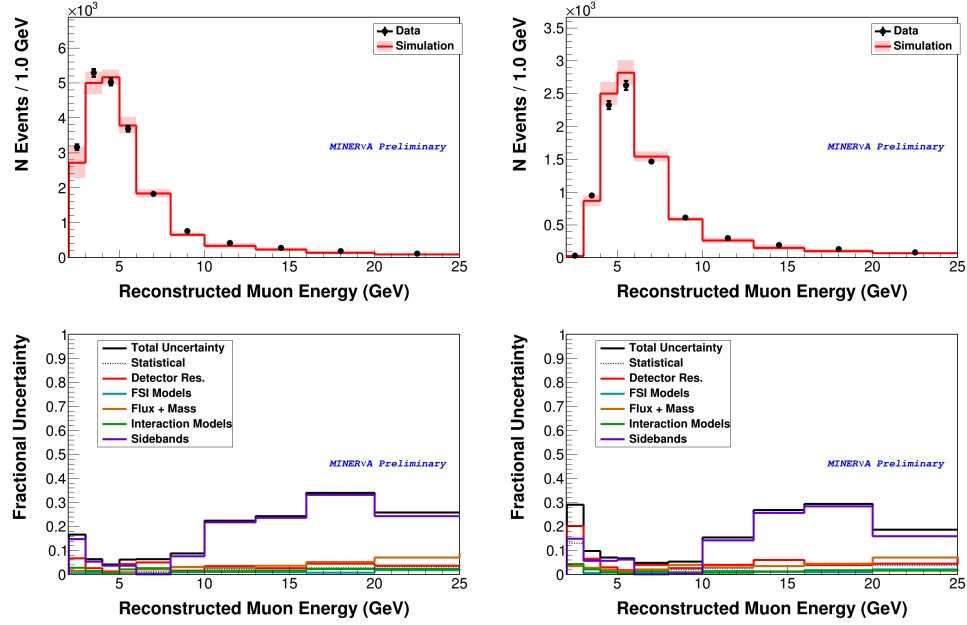 ×10³
N Events / 1.0 GeV
6
5
4
3
2
1
0
Data
Simulation
MINERνA Preliminary
5 10 15 20 25
Reconstructed Muon Energy (GeV)
×10³
N Events / 1.0 GeV
3.5
3
2.5
2
1.5
1
0.5
0
Data
Simulation
MINERνA Preliminary
5 10 15 20 25
Reconstructed Muon Energy (GeV)
Fractional Uncertainty
1
0.9
0.8
0.7
0.6
0.5
0.4
0.3
0.2
0.1
0
Total Uncertainty
Statistical
Detector Res.
FSI Models
Flux + Mass
Interaction Models
Sidebands
MINERνA Preliminary
5 10 15 20 25
Reconstructed Muon Energy (GeV)
Fractional Uncertainty
1
0.9
0.8
0.7
0.6
0.5
0.4
0.3
0.2
0.1
0
Total Uncertainty
Statistical
Detector Res.
FSI Models
Flux + Mass
Interaction Models
Sidebands
MINERνA Preliminary
5 10 15 20 25
Reconstructed Muon Energy (GeV)